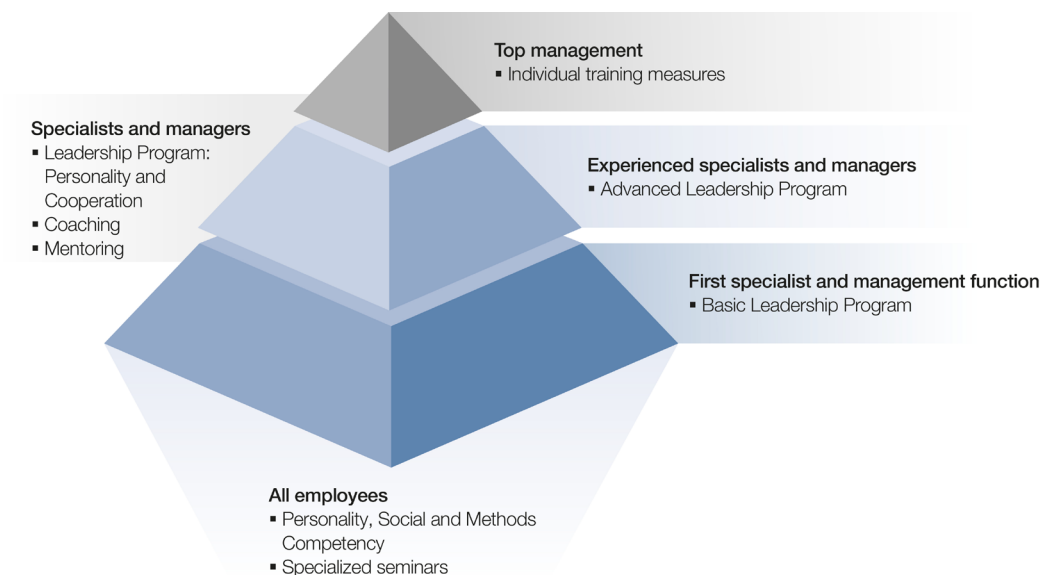 Top management
▪ Individual training measures
Specialists and managers
▪ Leadership Program:
Personality and
Cooperation
▪ Coaching
▪ Mentoring
Experienced specialists and managers
▪ Advanced Leadership Program
First specialist and management function
▪ Basic Leadership Program
All employees
▪ Personality, Social and Methods
Competency
▪ Specialized seminars